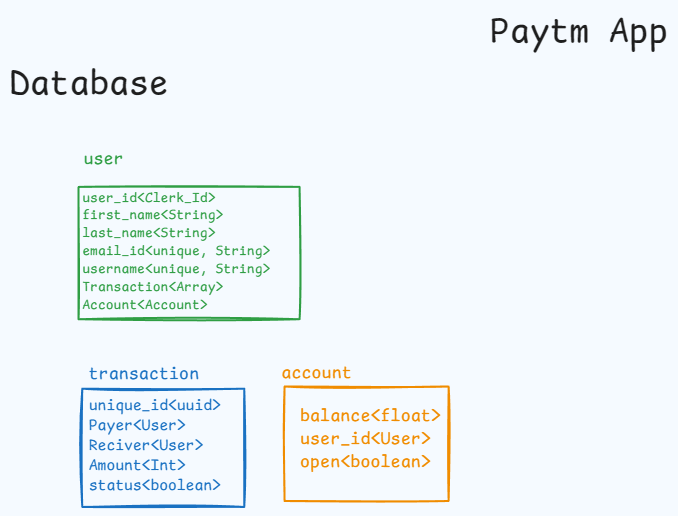 Paytm App
Database
user
user_id<Clerk_Id>
first_name<String>
last_name<String>
email_id<unique, String>
username<unique, String>
Transaction<Array>
Account<Account>
transaction
unique_id<uuid>
Payer<User>
Reciver<User>
Amount<Int>
status<boolean>
account
balance<float>
user_id<User>
open<boolean>